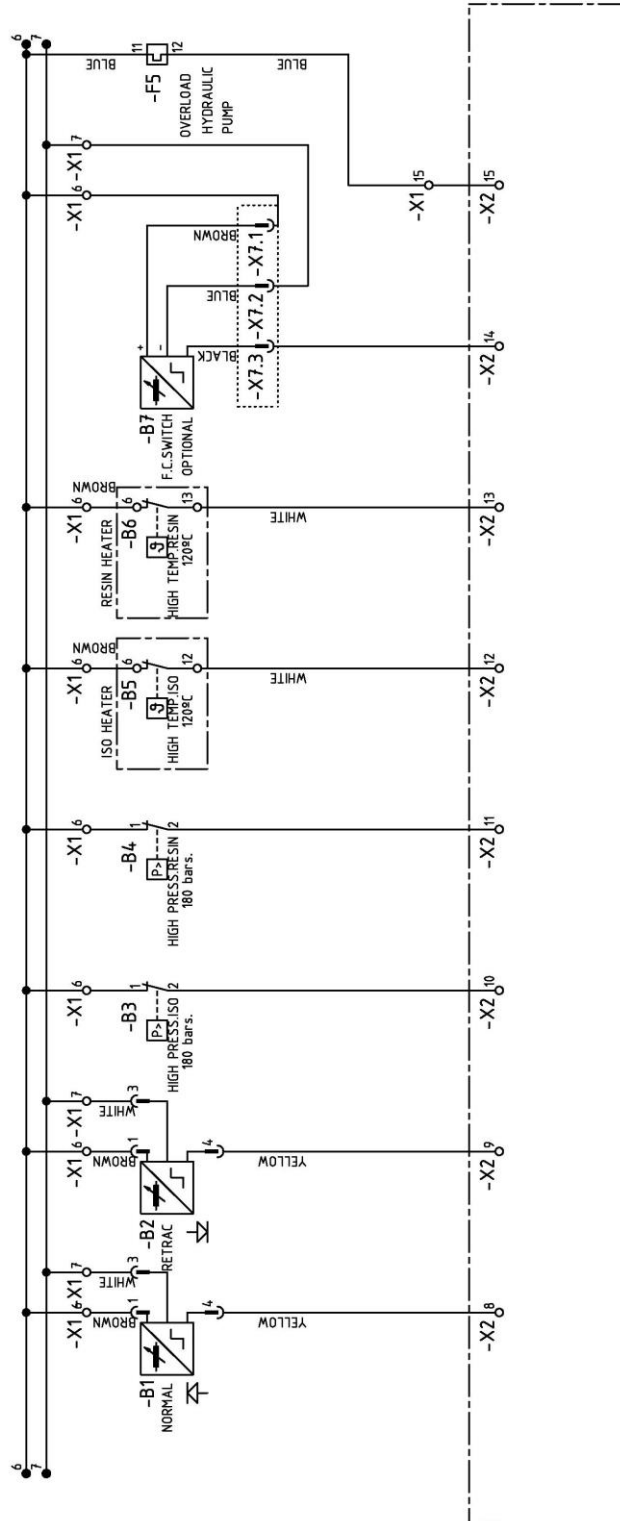 6
7
-X1 6
-X1 7
BROWN
WHITE
1
3
-B1
NORMAL
4
YELLOW
-X2 8
-X1 6
-X1 7
BROWN
WHITE
1
3
-B2
RETRAC
4
YELLOW
-X2 9
-X1 6
1
-B3
P>
2
HIGH PRESS.ISO
180 bars.
-X2 10
-X1 6
1
-B4
P>
2
HIGH PRESS.RESIN
180 bars.
-X2 11
-X1 6
BROWN
ISO HEATER
6
-B5
ϑ
12
HIGH TEMP.ISO
120ºC
WHITE
-X2 12
-X1 6
BROWN
RESIN HEATER
6
-B6
ϑ
13
HIGH TEMP.RESIN
120ºC
WHITE
-X2 13
+
-
-B7
F.C.SWITCH
OPTIONAL
BLACK
BLUE
BROWN
-X7.3
-X7.2
-X7.1
-X2 14
-X1 6
-X1 7
6
7
BLUE
11
-F5
12
OVERLOAD
HYDRAULIC
PUMP
BLUE
-X1 15
-X2 15